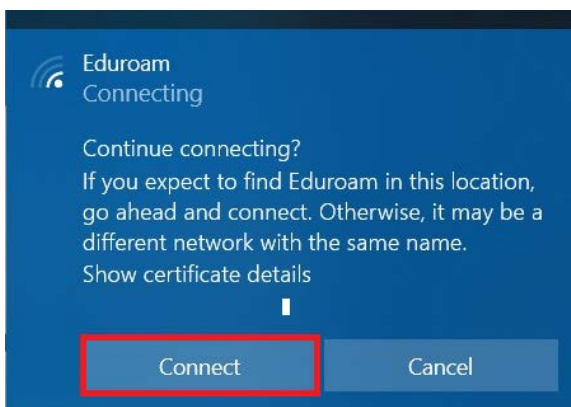 Eduroam
Connecting
Continue connecting?
If you expect to find Eduroam in this location,
go ahead and connect. Otherwise, it may be a
different network with the same name.
Show certificate details
Connect
Cancel